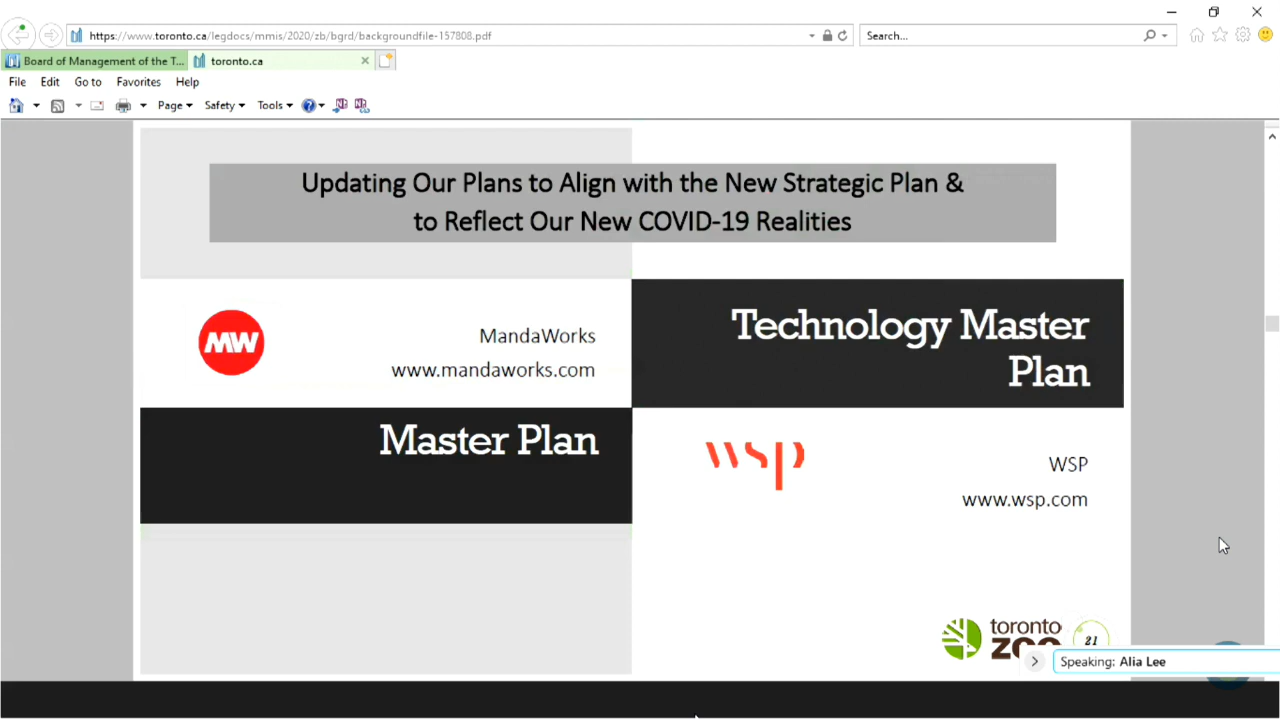 https://www.toronto.ca/legdocs/mmis/2020/zb/bgrd/backgroundfile-157808.pdf
Search...
Board of Management of the T...
toronto.ca
File Edit Go to Favorites Help
Page Safety Tools
Updating Our Plans to Align with the New Strategic Plan &
to Reflect Our New COVID-19 Realities
MW
MandaWorks
www.mandaworks.com
Master Plan
Technology Master
Plan
wsp
WSP
www.wsp.com
toronto
ZOO
21
Speaking: Alia Lee